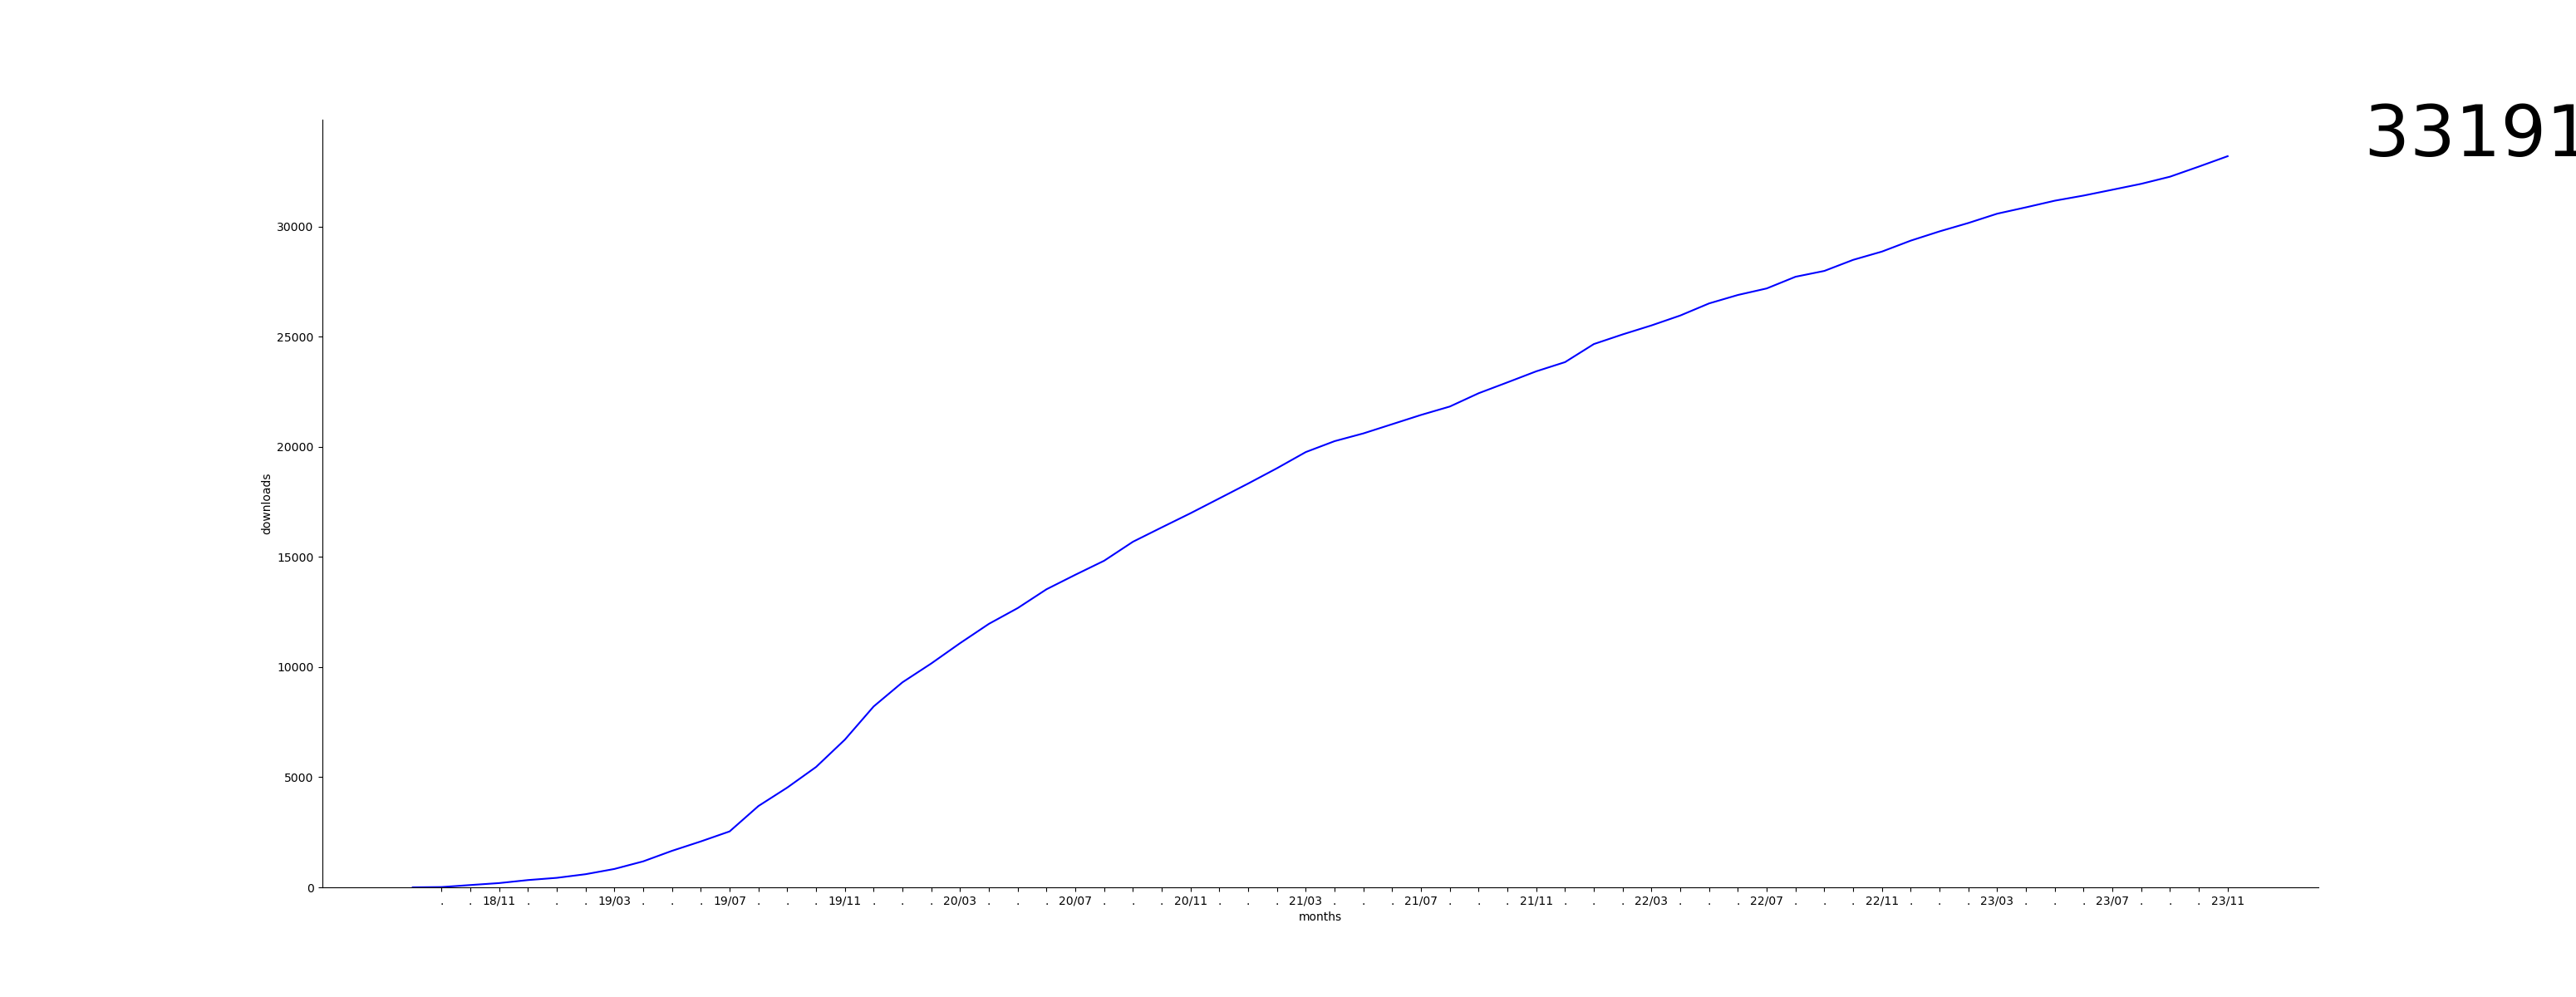 33191
30000
25000
20000
15000
10000
5000
0
downloads
. . 18/11 . . . 19/03 . . . 19/07 . . . 19/11 . . . 20/03 . . . 20/07 . . . 20/11 . . . 21/03 . . . 21/07 . . . 21/11 . . . 22/03 . . . 22/07 . . . 22/11 . . . 23/03 . . . 23/07 . . . 23/11
months